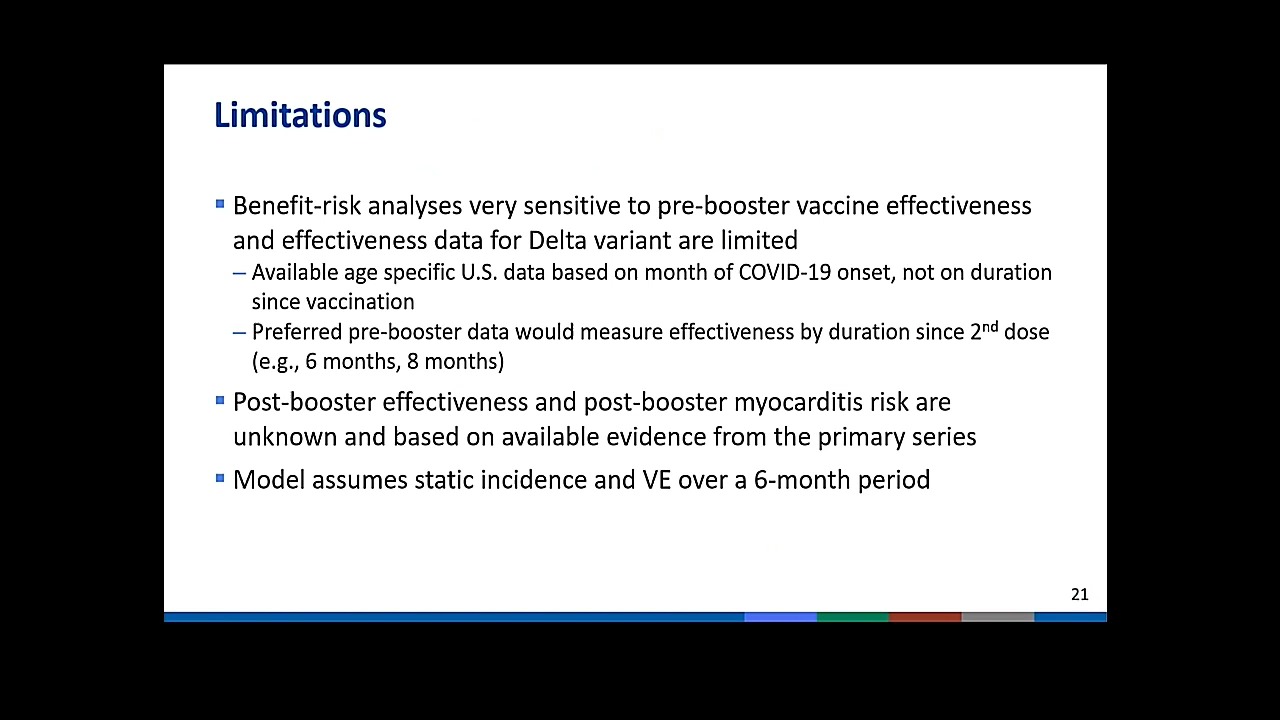 Limitations
Benefit-risk analyses very sensitive to pre-booster vaccine effectiveness
and effectiveness data for Delta variant are limited
– Available age specific U.S. data based on month of COVID-19 onset, not on duration
since vaccination
– Preferred pre-booster data would measure effectiveness by duration since 2nd dose
(e.g., 6 months, 8 months)
Post-booster effectiveness and post-booster myocarditis risk are
unknown and based on available evidence from the primary series
Model assumes static incidence and VE over a 6-month period
21